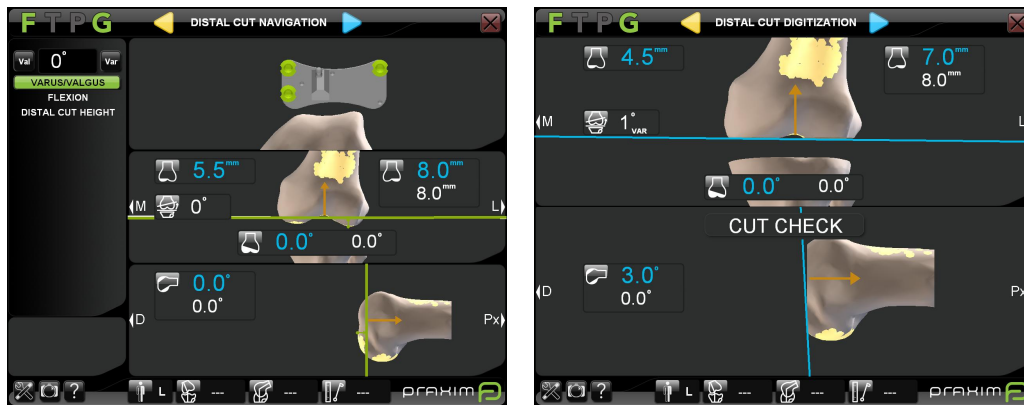 F T P G
DISTAL CUT NAVIGATION
Val 0° Var
VARUS/VALGUS
FLEXION
DISTAL CUT HEIGHT
5.5mm
8.0mm
8.0mm
M
0°
L
0.0° 0.0°
0.0°
0.0°
D
Px
?
L --- --- ---
PRAXIM
F T P G
DISTAL CUT DIGITIZATION
4.5mm
7.0mm
8.0mm
M
1° VAR
L
0.0° 0.0°
CUT CHECK
3.0°
0.0°
D
Px
?
L --- --- ---
PRAXIM